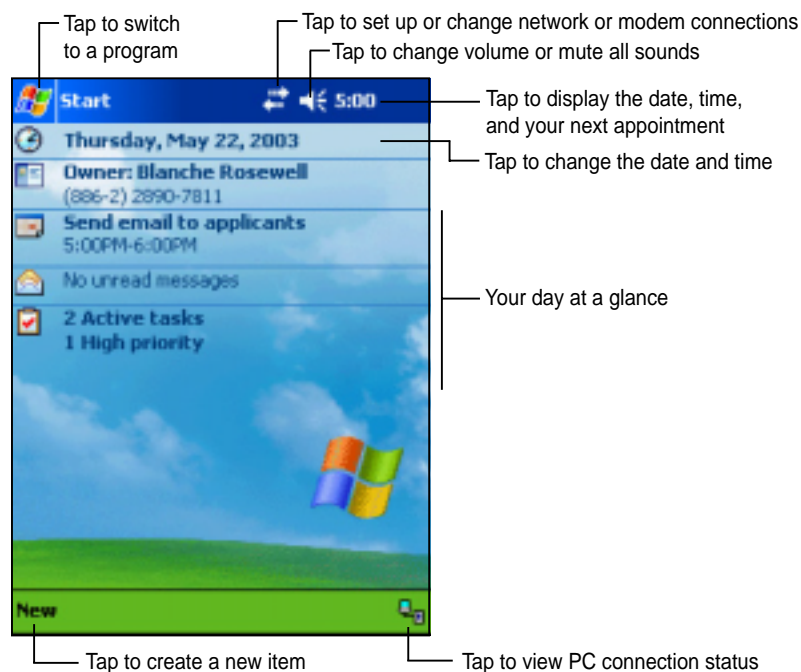 Tap to switch
to a program
Tap to set up or change network or modem connections
Tap to change volume or mute all sounds
Start 5:00
Tap to display the date, time,
and your next appointment
Thursday, May 22, 2003
Tap to change the date and time
Owner: Blanche Rosewell
(886-2) 2890-7811
Send email to applicants
5:00PM-6:00PM
No unread messages
Your day at a glance
2 Active tasks
1 High priority
New
Tap to create a new item
Tap to view PC connection status